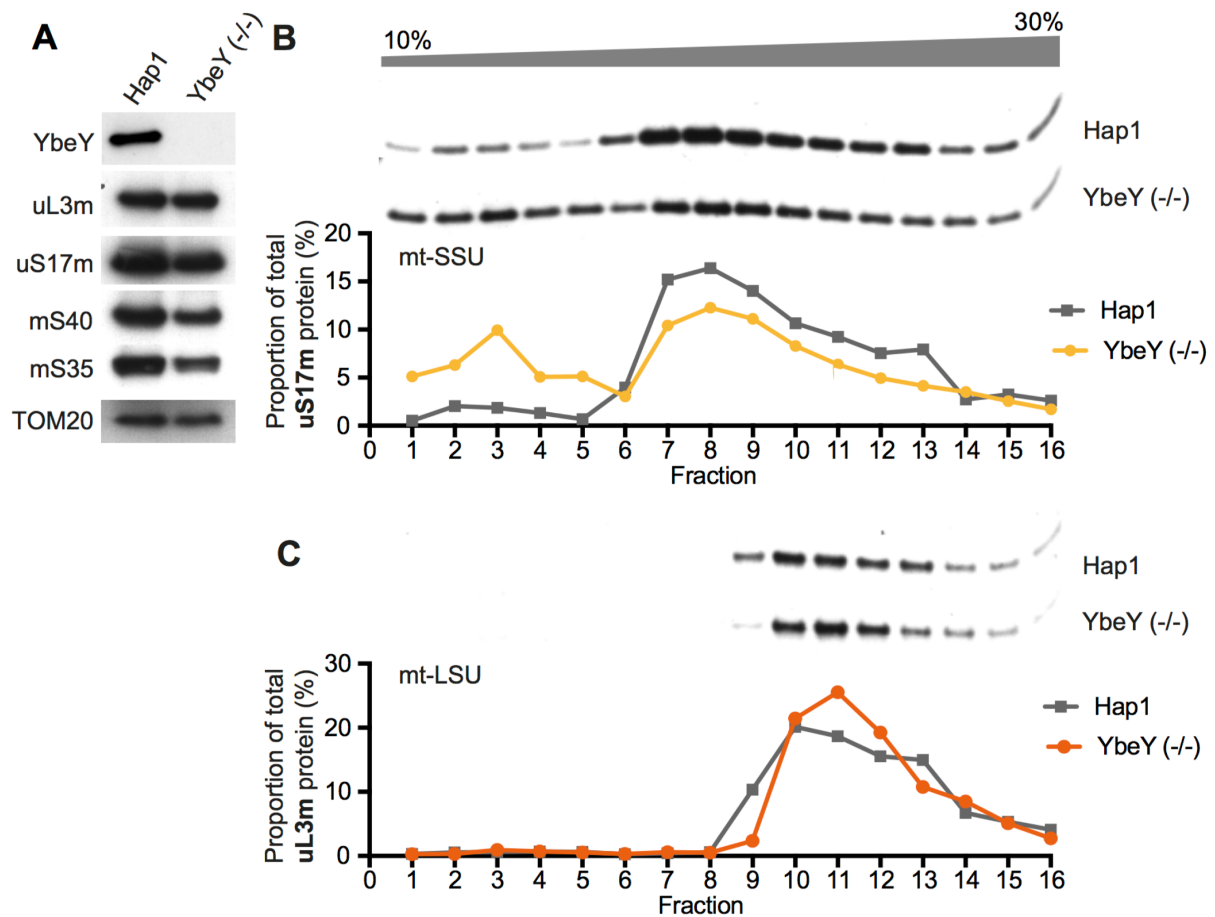 A
Hap1
YbeY (-/-)
YbeY
uL3m
uS17m
mS40
mS35
TOM20
B
10%
30%
Hap1
YbeY (-/-)
mt-SSU
Proportion of total
uS17m protein (%)
20
15
10
5
0
0 1 2 3 4 5 6 7 8 9 10 11 12 13 14 15 16
Fraction
Hap1
YbeY (-/-)
C
Hap1
YbeY (-/-)
mt-LSU
Proportion of total
uL3m protein (%)
30
20
10
0
0 1 2 3 4 5 6 7 8 9 10 11 12 13 14 15 16
Fraction
Hap1
YbeY (-/-)